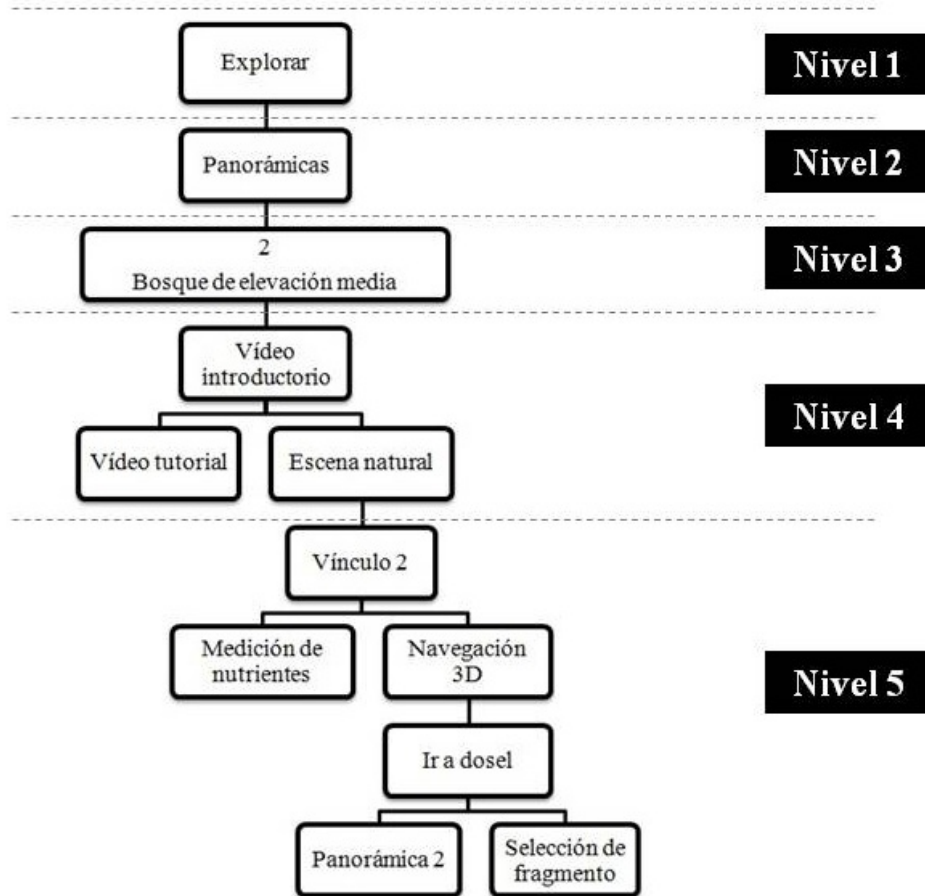 Explorar
Nivel 1
Panorámicas
Nivel 2
2
Bosque de elevación media
Nivel 3
Vídeo
introductorio
Vídeo tutorial
Escena natural
Nivel 4
Vínculo 2
Medición de
nutrientes
Navegación
3D
Nivel 5
Ir a dosel
Panorámica 2
Selección de
fragmento